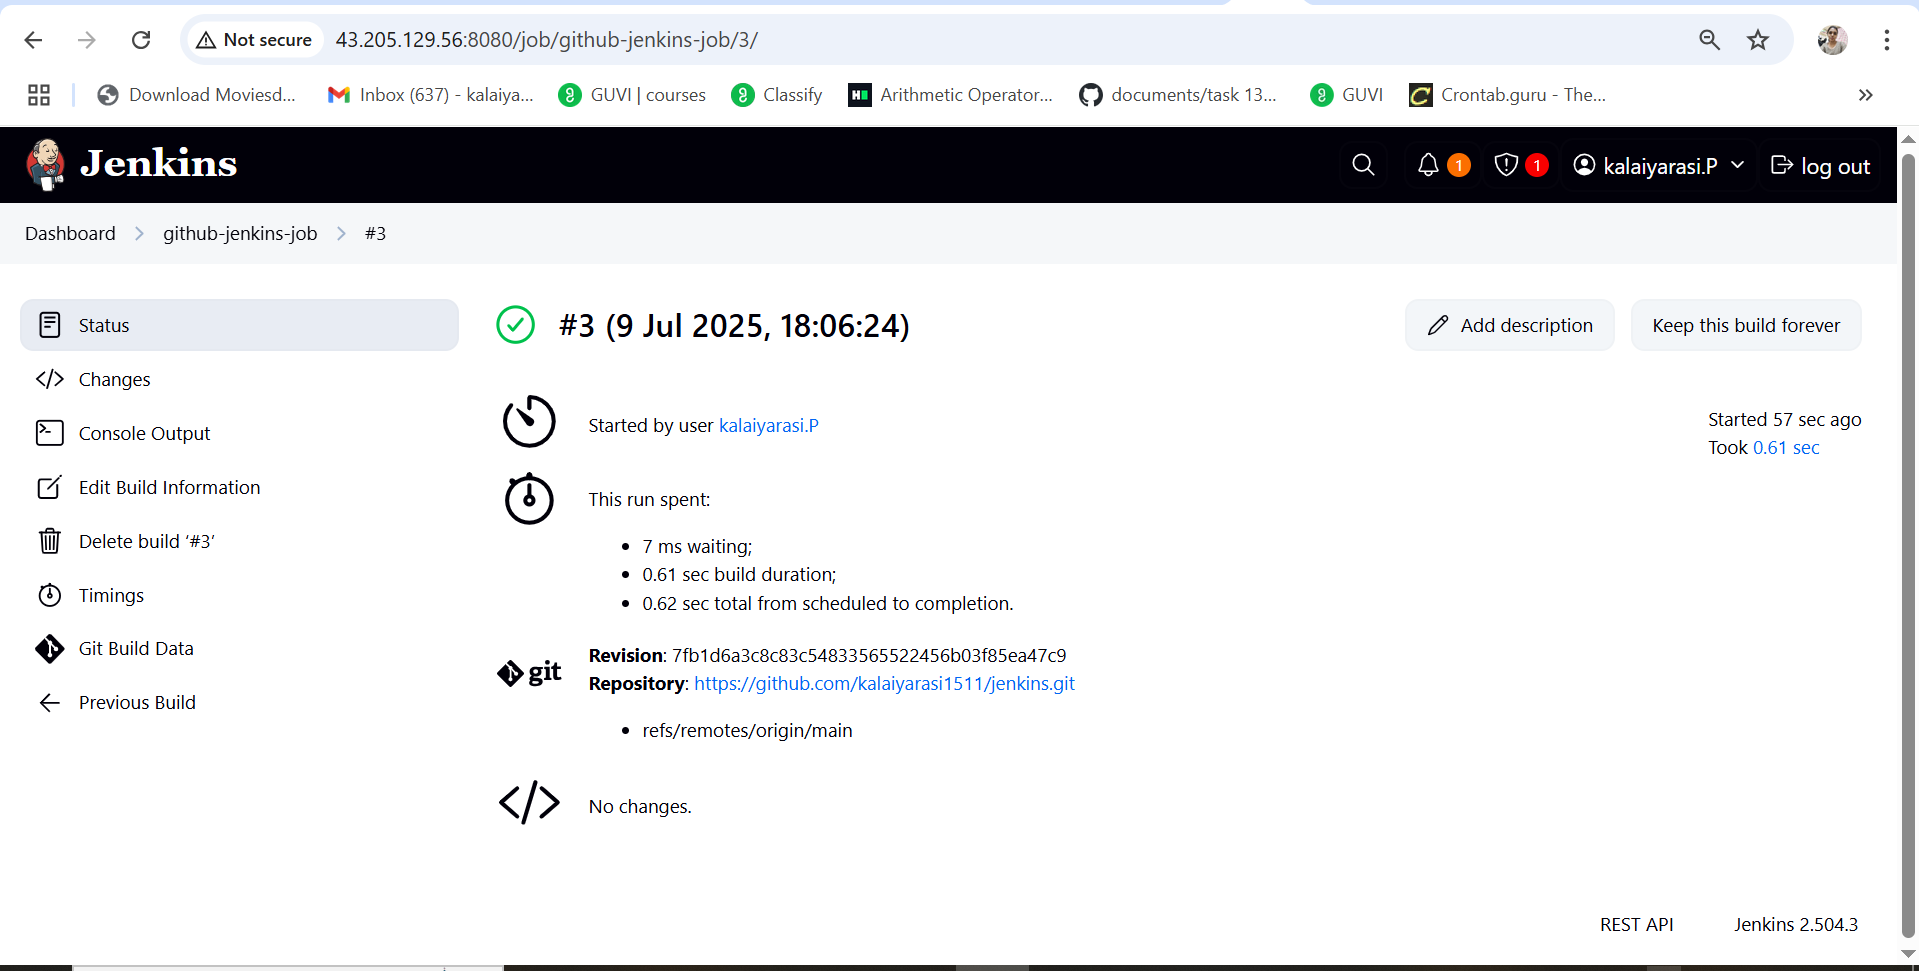 Not secure 43.205.129.56:8080/job/github-jenkins-job/3/
Download Moviesd... Inbox (637) - kalaiya... GUVI | courses Classify Arithmetic Operator... documents/task 13... GUVI Crontab.guru - The...
Jenkins 1 1 kalaiyarasi.P log out
Dashboard github-jenkins-job #3
Status
Changes
Console Output
Edit Build Information
Delete build ‘#3’
Timings
Git Build Data
Previous Build
#3 (9 Jul 2025, 18:06:24)
Add description Keep this build forever
Started by user kalaiyarasi.P
Started 57 sec ago
Took 0.61 sec
This run spent:
7 ms waiting;
0.61 sec build duration;
0.62 sec total from scheduled to completion.
git
Revision: 7fb1d6a3c8c83c54833565522456b03f85ea47c9
Repository: https://github.com/kalaiyarasi1511/jenkins.git
refs/remotes/origin/main
No changes.
REST API Jenkins 2.504.3